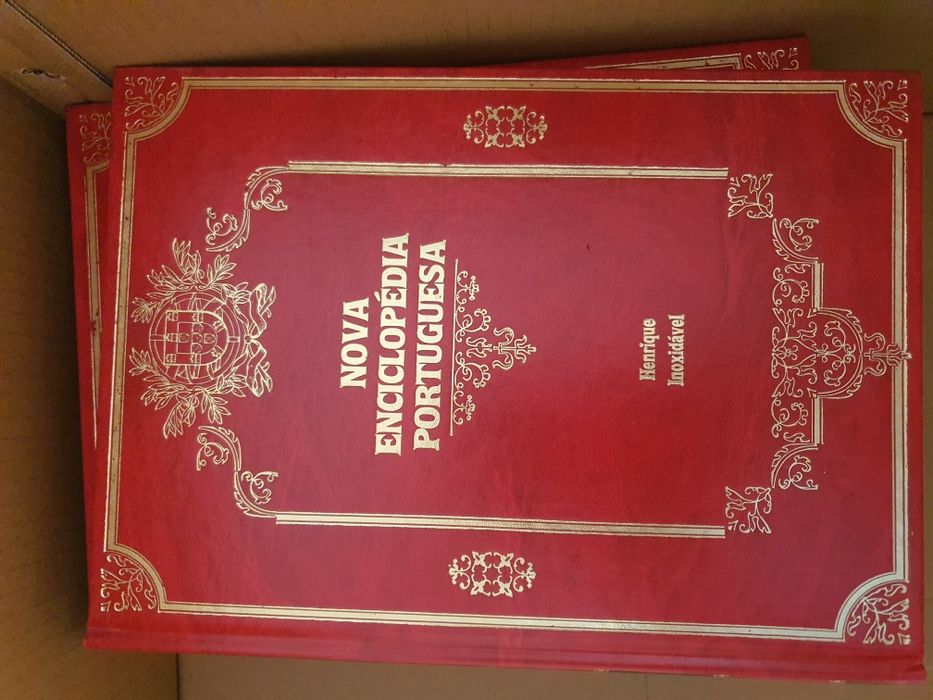 NOVA
ENCICLOPÉDIA
PORTUGUESA
Henrique
Inoxidável